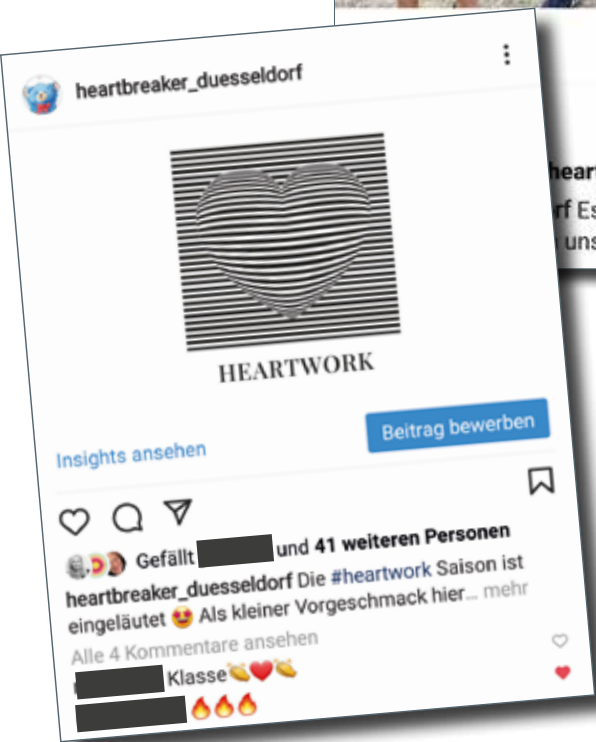 heartbreaker_duesseldorf
HEARTWORK
Insights ansehen
Beitrag bewerben
Gefällt und 41 weiteren Personen
heartbreaker_duesseldorf Die #heartwork Saison ist
eingeläutet 😍 Als kleiner Vorgeschmack hier... mehr
Alle 4 Kommentare ansehen
Klasse👏❤️👏
🔥🔥🔥
hear
rf Es
uns